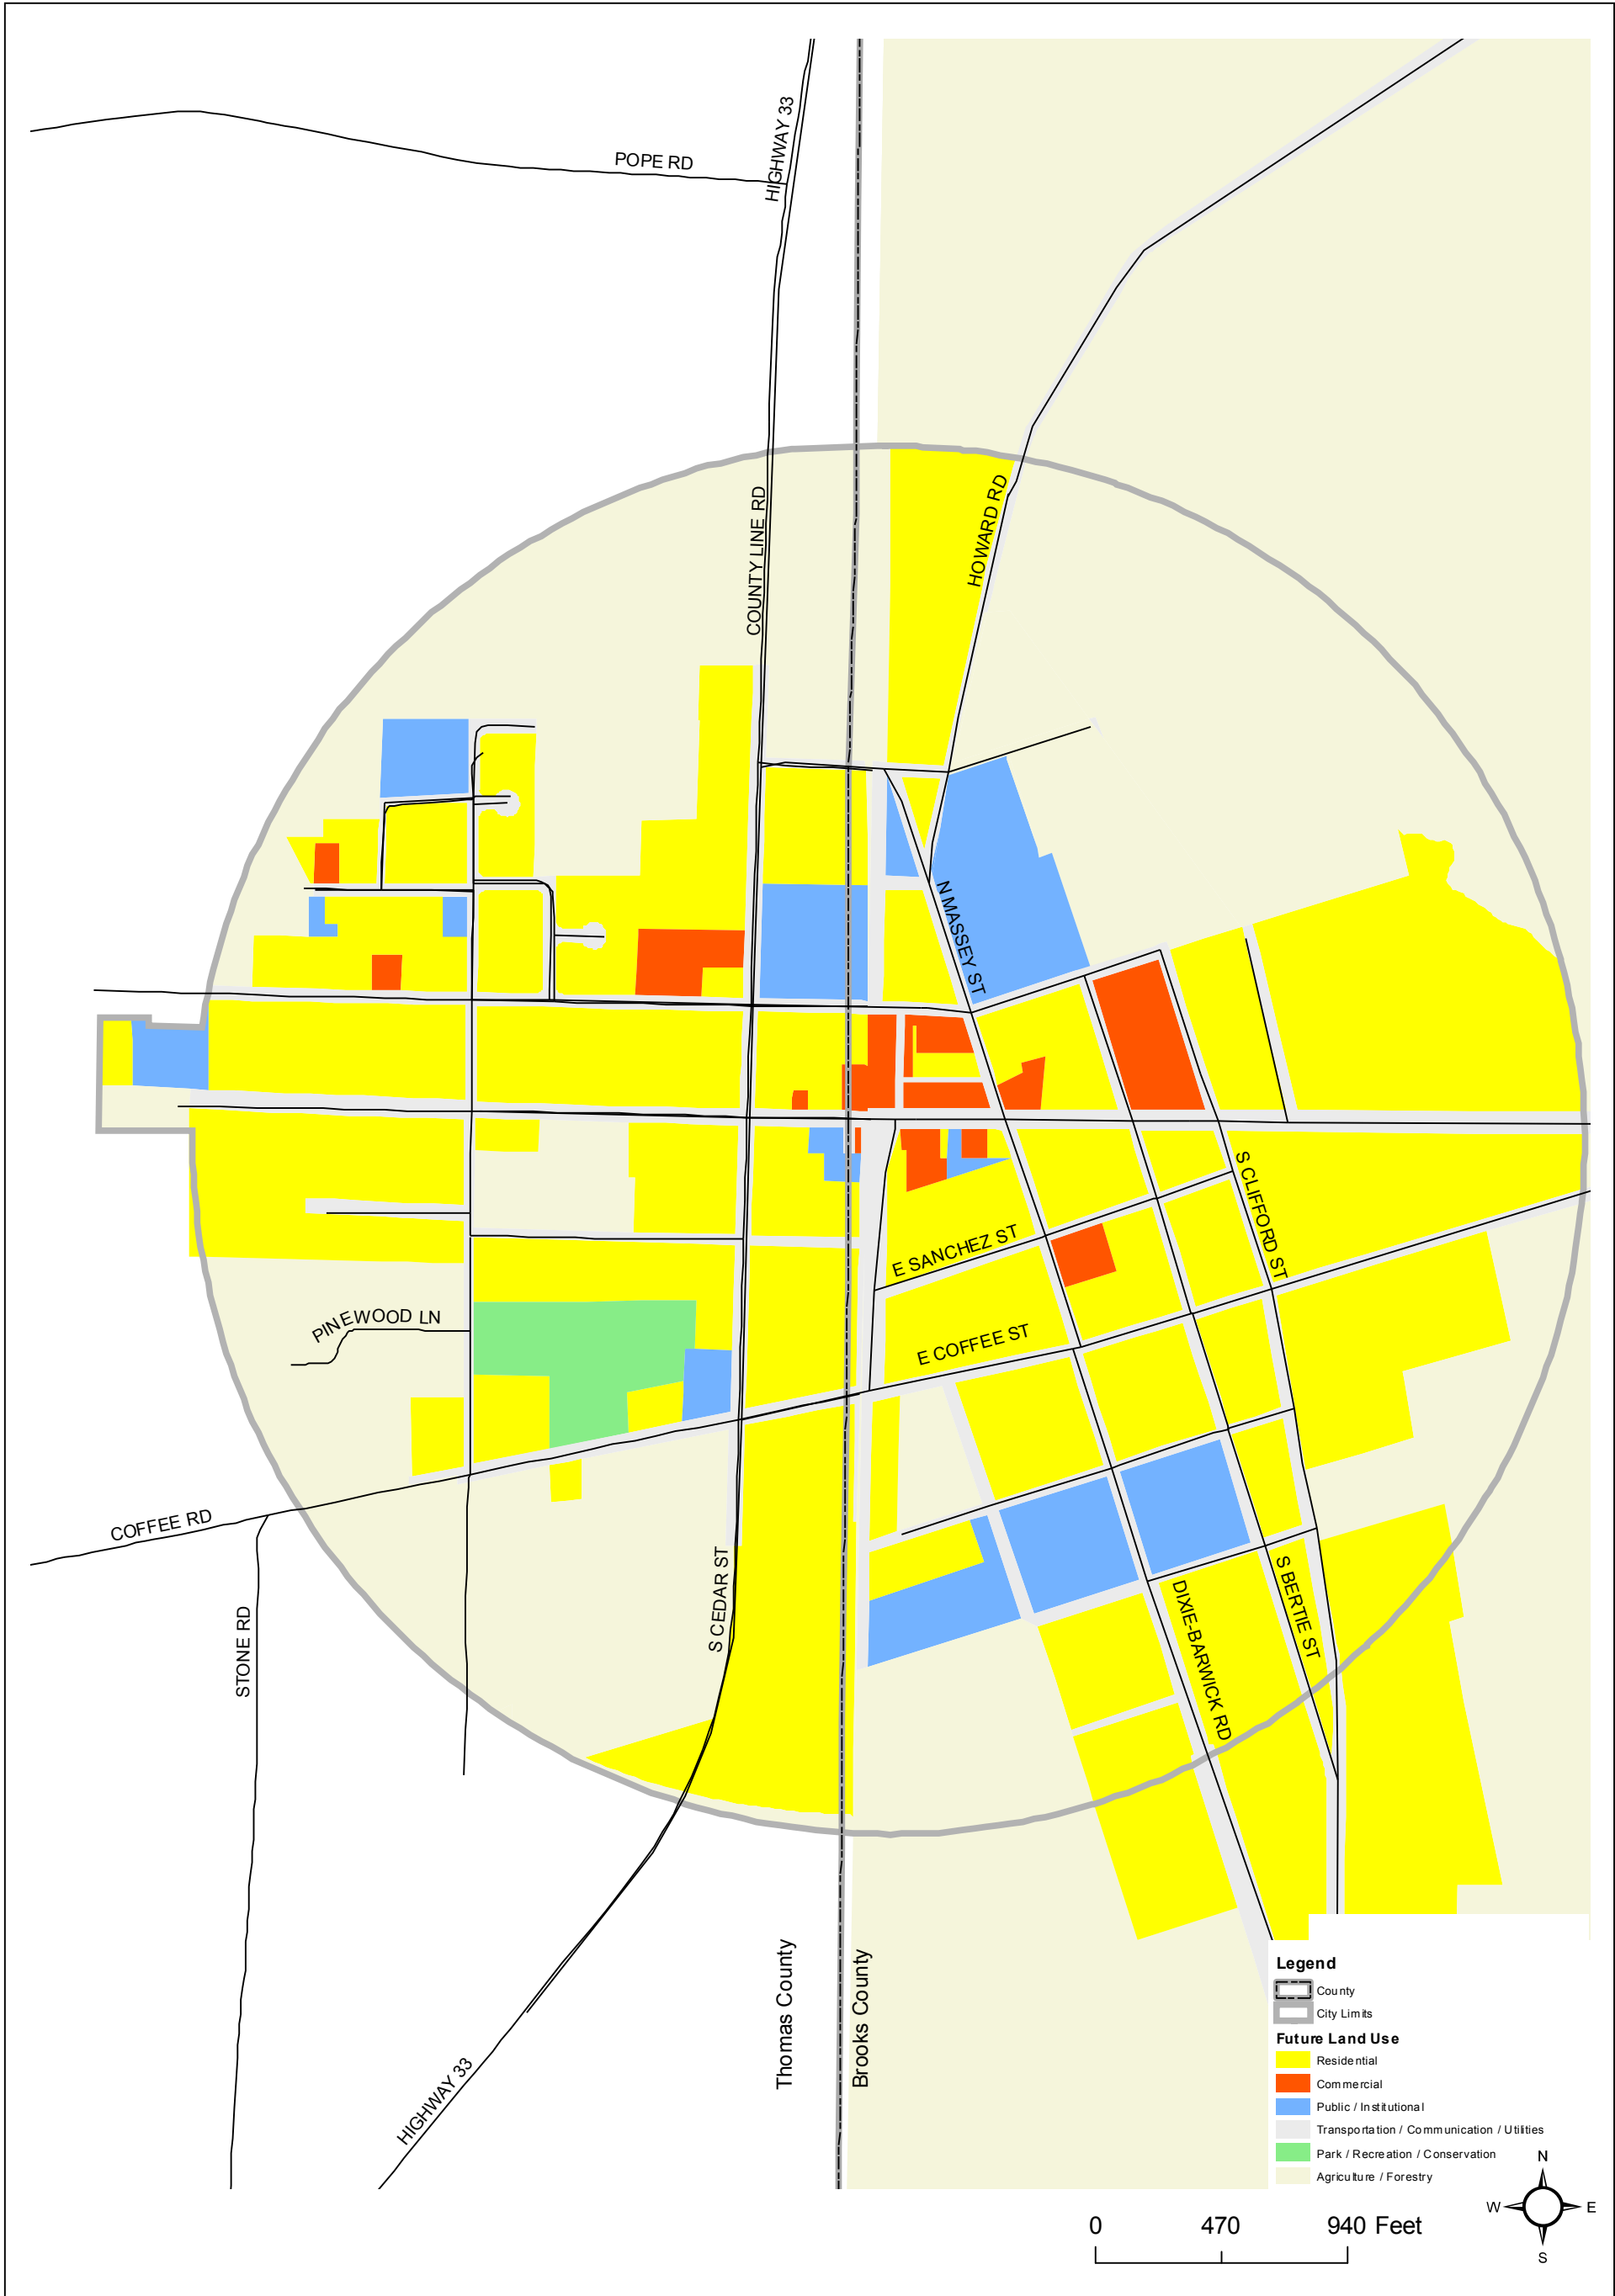 HIGHWAY 33
POPE RD
COUNTY LINE RD
HOWARD RD
N MASSEY ST
S CLIFFORD ST
E SANCHEZ ST
PINEWOOD LN
E COFFEE ST
COFFEE RD
S CEDAR ST
STONE RD
DIXIE-BARWICK RD
S BERTIE ST
Thomas County
Brooks County
HIGHWAY 33
Legend
County
City Limits
Future Land Use
Residential
Commercial
Public / Institutional
Transportation / Communication / Utilities
Park / Recreation / Conservation
Agriculture / Forestry
N
W E
S
0 470 940 Feet